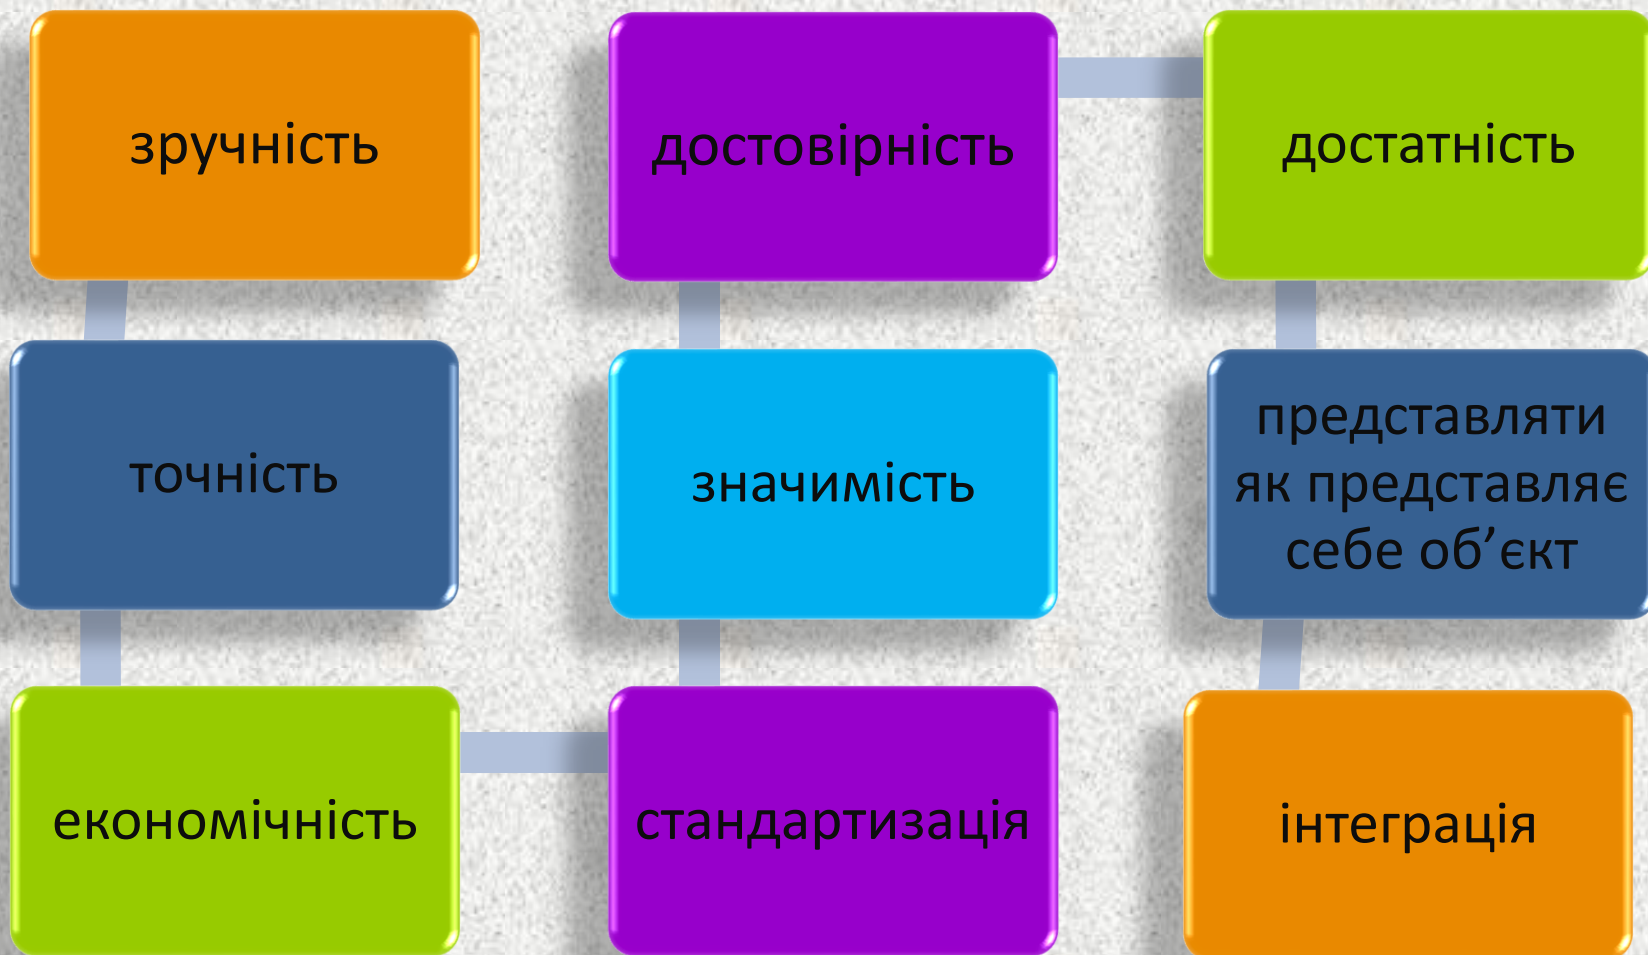 зручність
точність
економічність
стандартизація
значимість
достовірність
достатність
представляти
як представляє
себе об’єкт
інтеграція